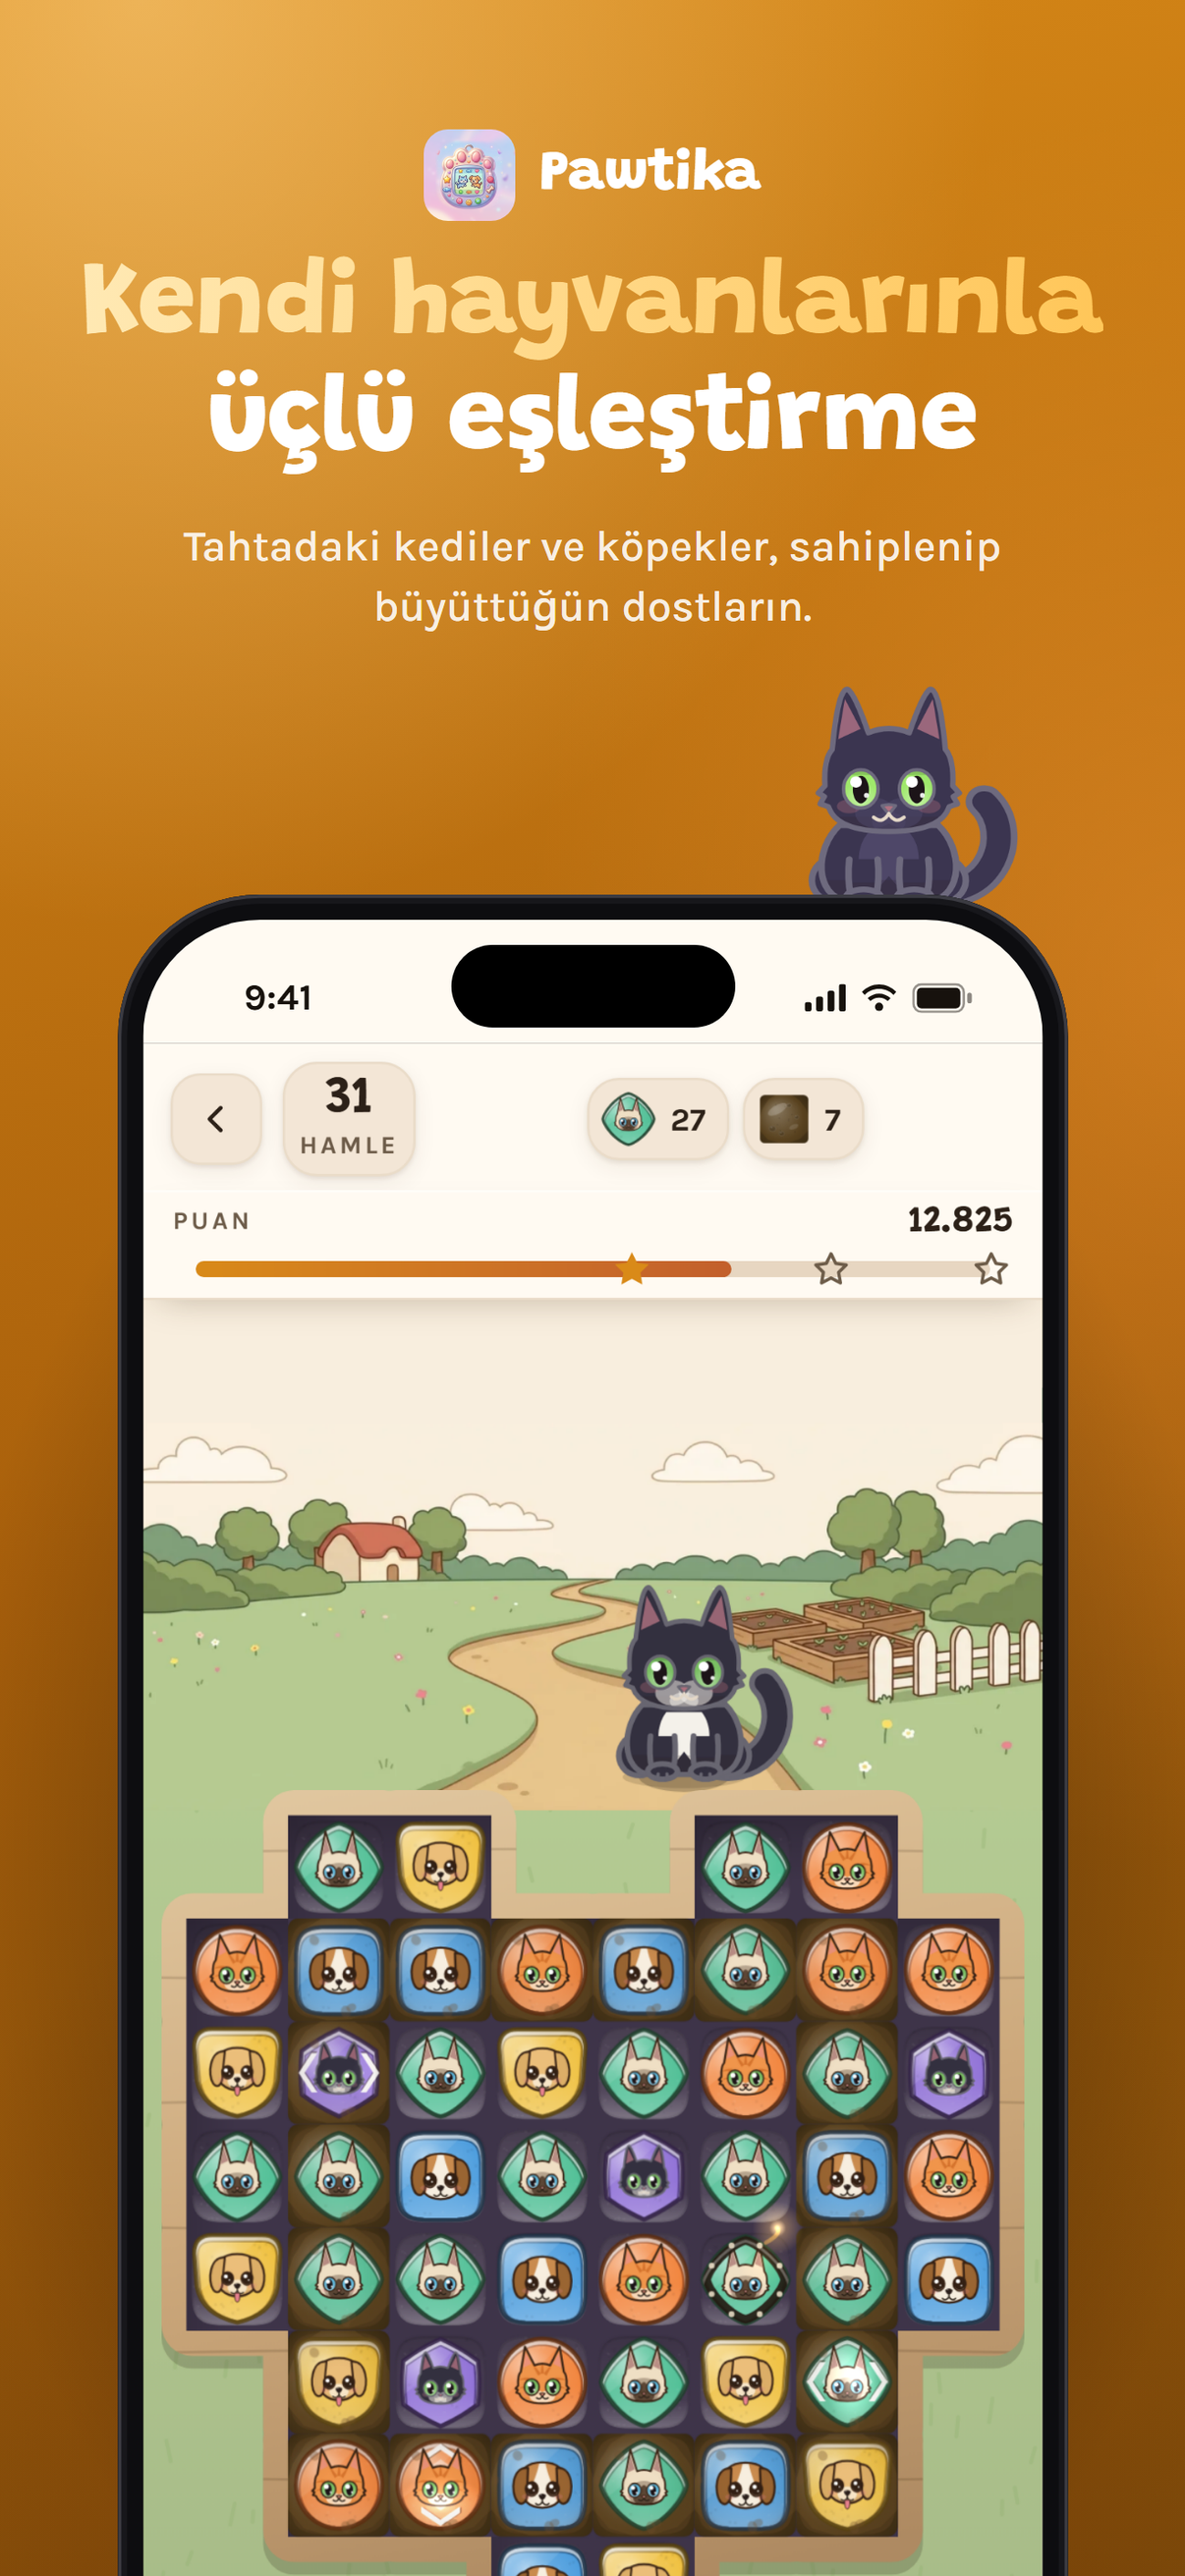 Pawtika
Kendi hayvanlarınla
üçlü eşleştirme
Tahtadaki kediler ve köpekler, sahiplenip
büyüttüğün dostların.
9:41
31
HAMLE
27
7
PUAN
12.825